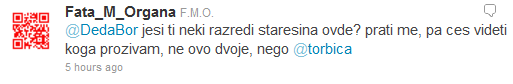 Fata_M_Organa F.M.O.
@DedaBor jesi ti neki razredi staresina ovde? prati me, pa ces videti
koga prozivam, ne ovo dvoje, nego @torbica
5 hours ago